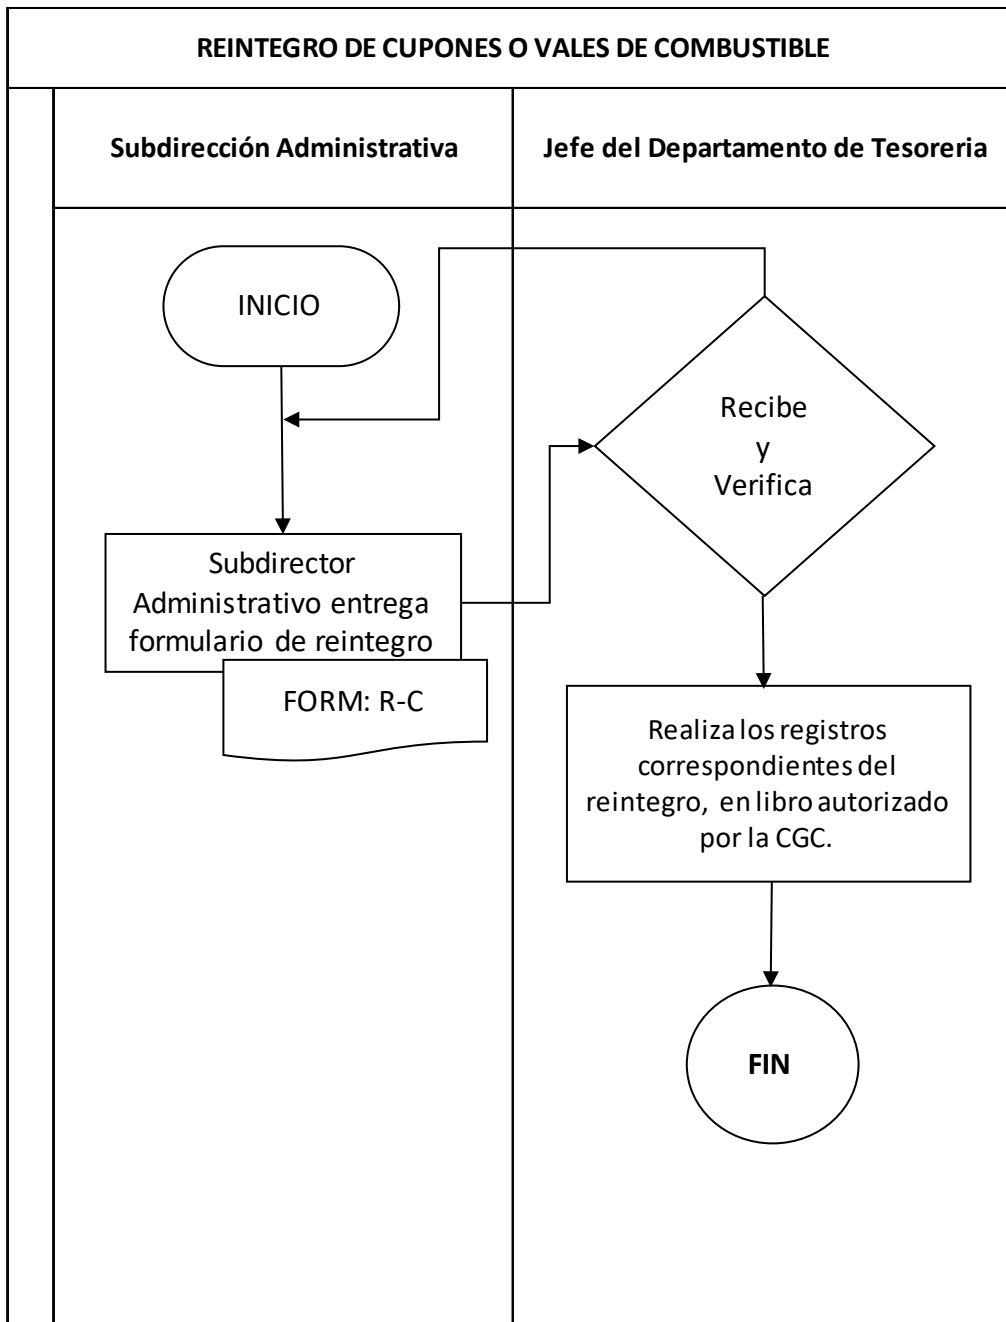 REINTEGRO DE CUPONES O VALES DE COMBUSTIBLE
Subdirección Administrativa
Jefe del Departamento de Tesoreria
INICIO
Recibe
y
Verifica
Subdirector
Administrativo entrega
formulario de reintegro
FORM: R-C
Realiza los registros
correspondientes del
reintegro, en libro autorizado
por la CGC.
FIN